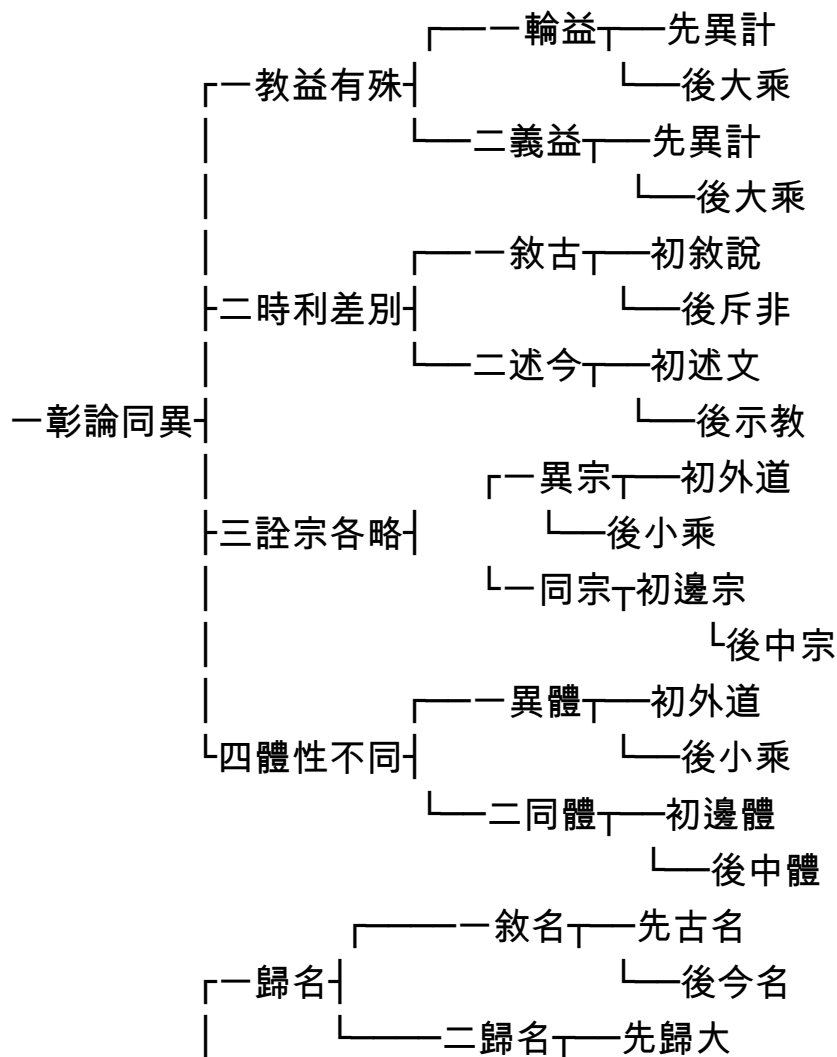 ┌──一輪益┬──先異計
┌一教益有殊┤ └──後大乘
│ └──二義益┬──先異計
│ └──後大乘
│ ┌──一敘古┬──初敘說
├二時利差別┤ └──後斥非
│ └──二述今┬──初述文
一彰論同異┤ └──後示教
│ ┌一異宗┬──初外道
├三詮宗各略┤ └──後小乘
│ └一同宗┬初邊宗
│ └後中宗
│ ┌──一異體┬──初外道
└四體性不同┤ └──後小乘
└──二同體┬──初邊體
└──後中體
┌────一敘名┬──先古名
┌一歸名┤ └──後今名
│ └────二歸名┬──先歸大